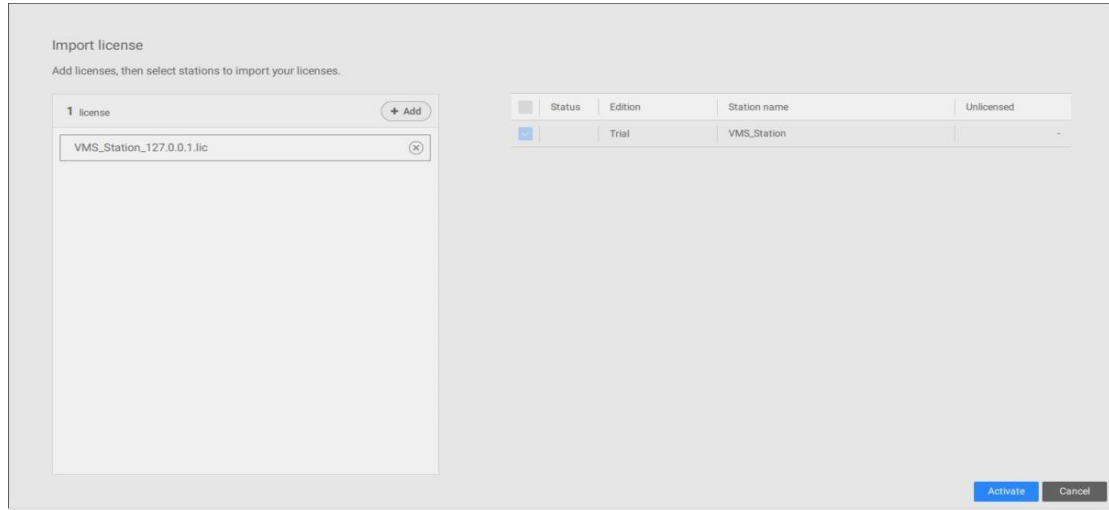 Import license
Add licenses, then select stations to import your licenses.
1 license
+ Add
VMS_Station_127.0.0.1.lic
Status Edition Station name Unlicensed
Trial VMS_Station -
Activate Cancel